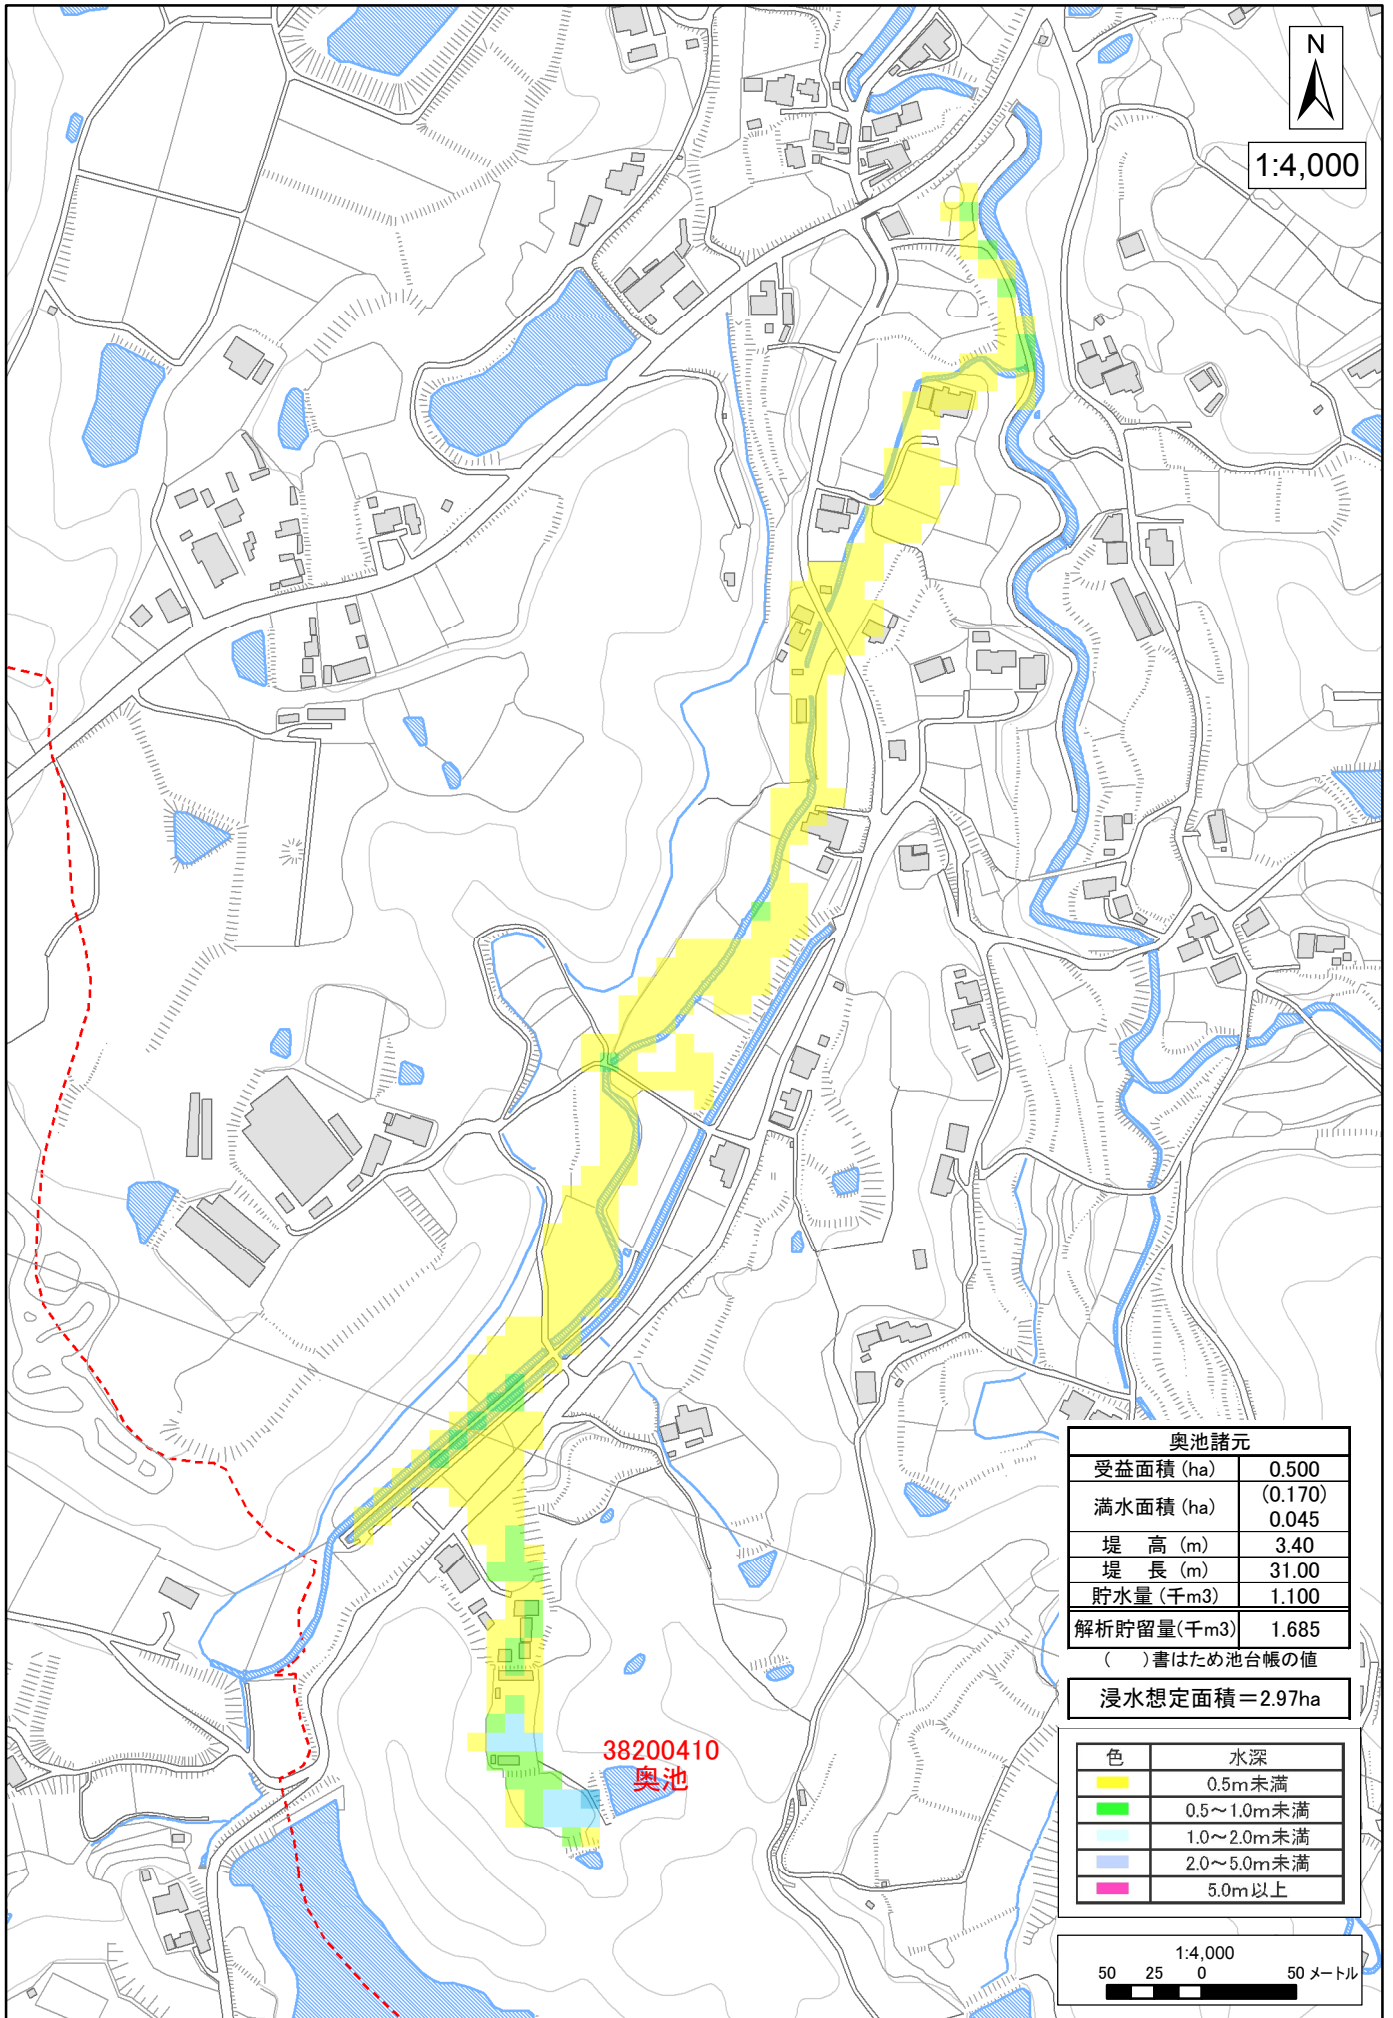 N
1:4,000
38200410
奥池
奥池諸元
受益面積 (ha) 0.500
満水面積 (ha) (0.170)
0.045
堤 高 (m) 3.40
堤 長 (m) 31.00
貯水量 (千m3) 1.100
解析貯留量(千m3) 1.685
( )書はため池台帳の値
浸水想定面積＝2.97ha
色 水深
0.5m未満
0.5～1.0m未満
1.0～2.0m未満
2.0～5.0m未満
5.0m以上
1:4,000
50 25 0 50 メートル